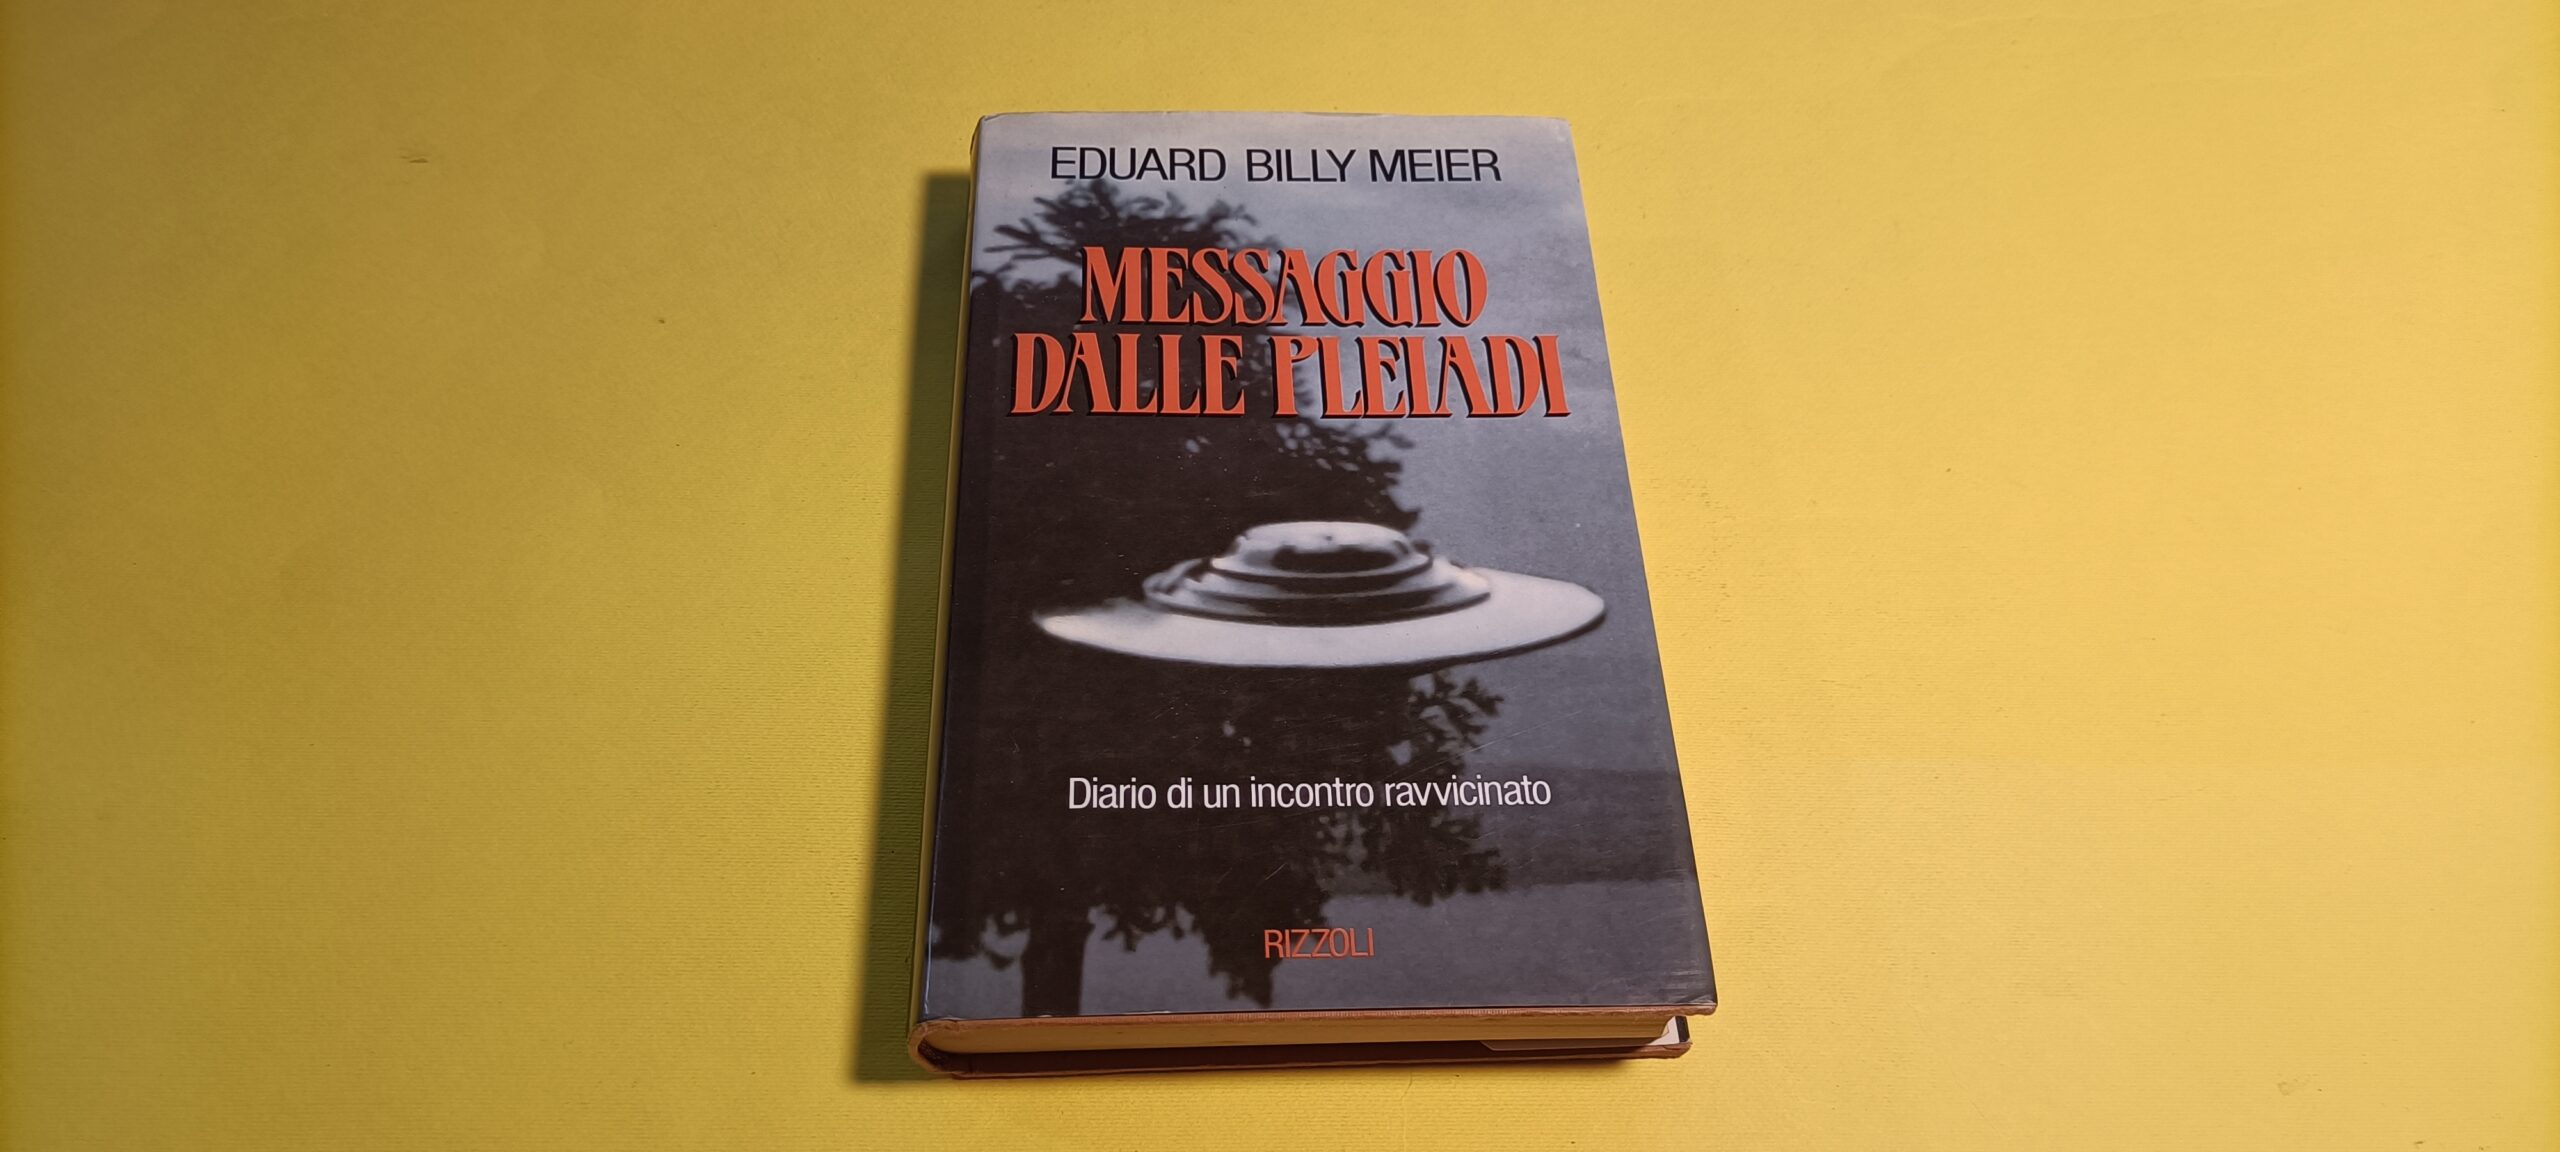 EDUARD BILLY MEIER
MESSAGGIO
DALLE PLEIADI
Diario di un incontro ravvicinato
RIZZOLI